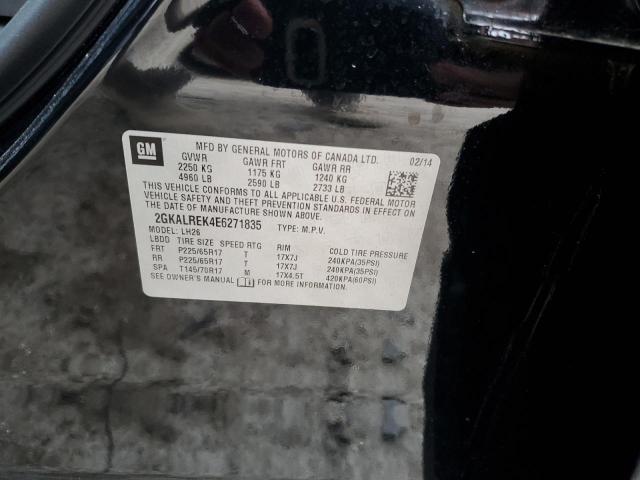 GM MFD BY GENERAL MOTORS OF CANADA LTD. 02/14
GVWR GAWR FRT GAWR RR
2250 KG 1175 KG 1240 KG
4960 LB 2590 LB 2733 LB
THIS VEHICLE CONFORMS TO ALL APPLICABLE U.S. FEDERAL MOTOR
VEHICLE SAFETY AND THEFT PREVENTION STANDARDS IN EFFECT ON
THE DATE OF MANUFACTURE SHOWN ABOVE.
2GKALREK4E6271835 TYPE: M.P.V.
MODEL: LH26
LBDD TIRE SIZE SPEED RTG RIM COLD TIRE PRESSURE
FRT P225/65R17 T 17X7J 240KPA(35PSI)
RR P225/65R17 T 17X7J 240KPA(35PSI)
SPA T145/70R17 M 17X4.5T 420KPA(60PSI)
SEE OWNER'S MANUAL FOR MORE INFORMATION